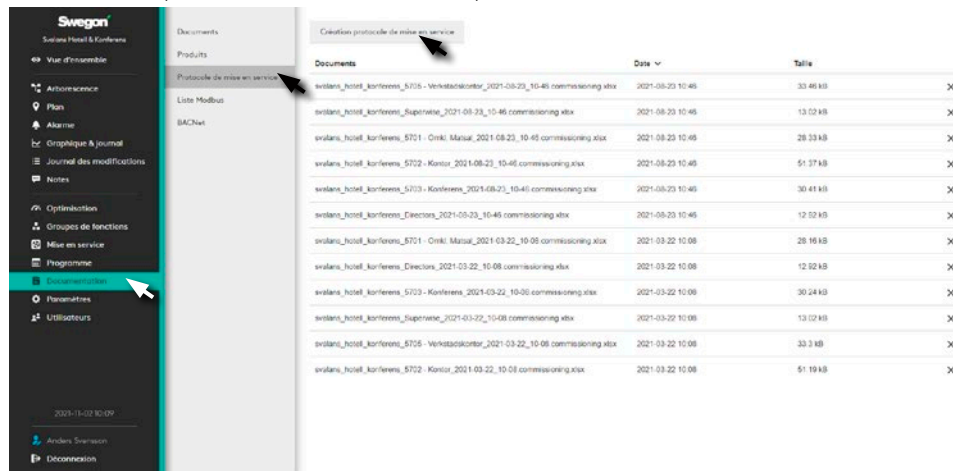 Swegon
Svalans Hotell & Konferens
Vue d'ensemble
Arborescence
Plan
Alarme
Graphique & journal
Journal des modifications
Notes
Optimisation
Groupes de fonctions
Mise en service
Programme
Documentation
Paramètres
Utilisateurs
2021-11-02 10:09
Anders Svensson
Déconnexion
Documents
Produits
Protocole de mise en service
Liste Modbus
BACNet
Création protocole de mise en service
Documents Date Taille
svalans_hotell_konferens_5705 - Verkstadskontor_2021-08-23_10-46.commissioning.xlsx 2021-08-23 10:46 33.46 kB
svalans_hotell_konferens_Superwise_2021-08-23_10-46.commissioning.xlsx 2021-08-23 10:46 13.02 kB
svalans_hotell_konferens_5701 - Omkl. Matsal_2021-08-23_10-46.commissioning.xlsx 2021-08-23 10:46 28.33 kB
svalans_hotell_konferens_5702 - Kontor_2021-08-23_10-46.commissioning.xlsx 2021-08-23 10:46 51.37 kB
svalans_hotell_konferens_5703 - Konferens_2021-08-23_10-46.commissioning.xlsx 2021-08-23 10:46 30.41 kB
svalans_hotell_konferens_Directors_2021-08-23_10-46.commissioning.xlsx 2021-08-23 10:46 12.92 kB
svalans_hotell_konferens_5701 - Omkl. Matsal_2021-03-22_10-08.commissioning.xlsx 2021-03-22 10:08 28.16 kB
svalans_hotell_konferens_Directors_2021-03-22_10-08.commissioning.xlsx 2021-03-22 10:08 12.92 kB
svalans_hotell_konferens_5703 - Konferens_2021-03-22_10-08.commissioning.xlsx 2021-03-22 10:08 30.24 kB
svalans_hotell_konferens_Superwise_2021-03-22_10-08.commissioning.xlsx 2021-03-22 10:08 13.02 kB
svalans_hotell_konferens_5705 - Verkstadskontor_2021-03-22_10-08.commissioning.xlsx 2021-03-22 10:08 33.3 kB
svalans_hotell_konferens_5702 - Kontor_2021-03-22_10-08.commissioning.xlsx 2021-03-22 10:08 51.19 kB